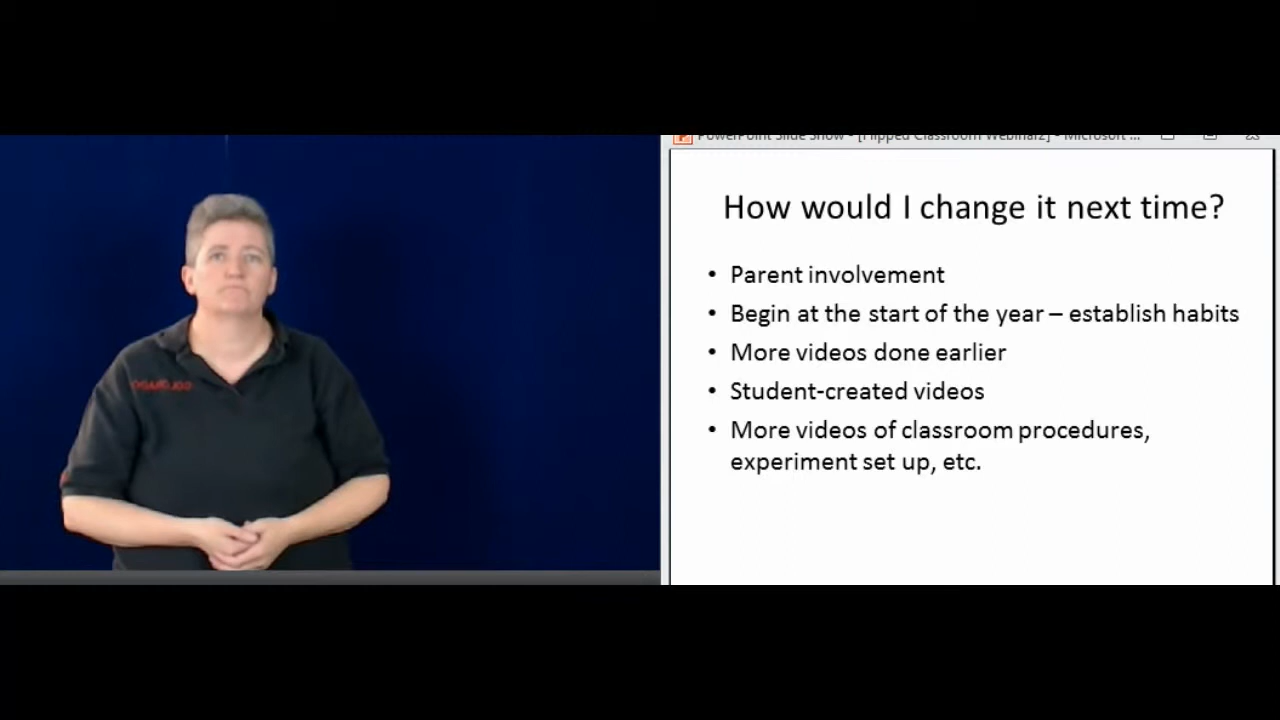 PowerPoint Slide Show - [Flipped Classroom Webinar2] - Microsoft ...
How would I change it next time?
• Parent involvement
• Begin at the start of the year – establish habits
• More videos done earlier
• Student-created videos
• More videos of classroom procedures,
experiment set up, etc.